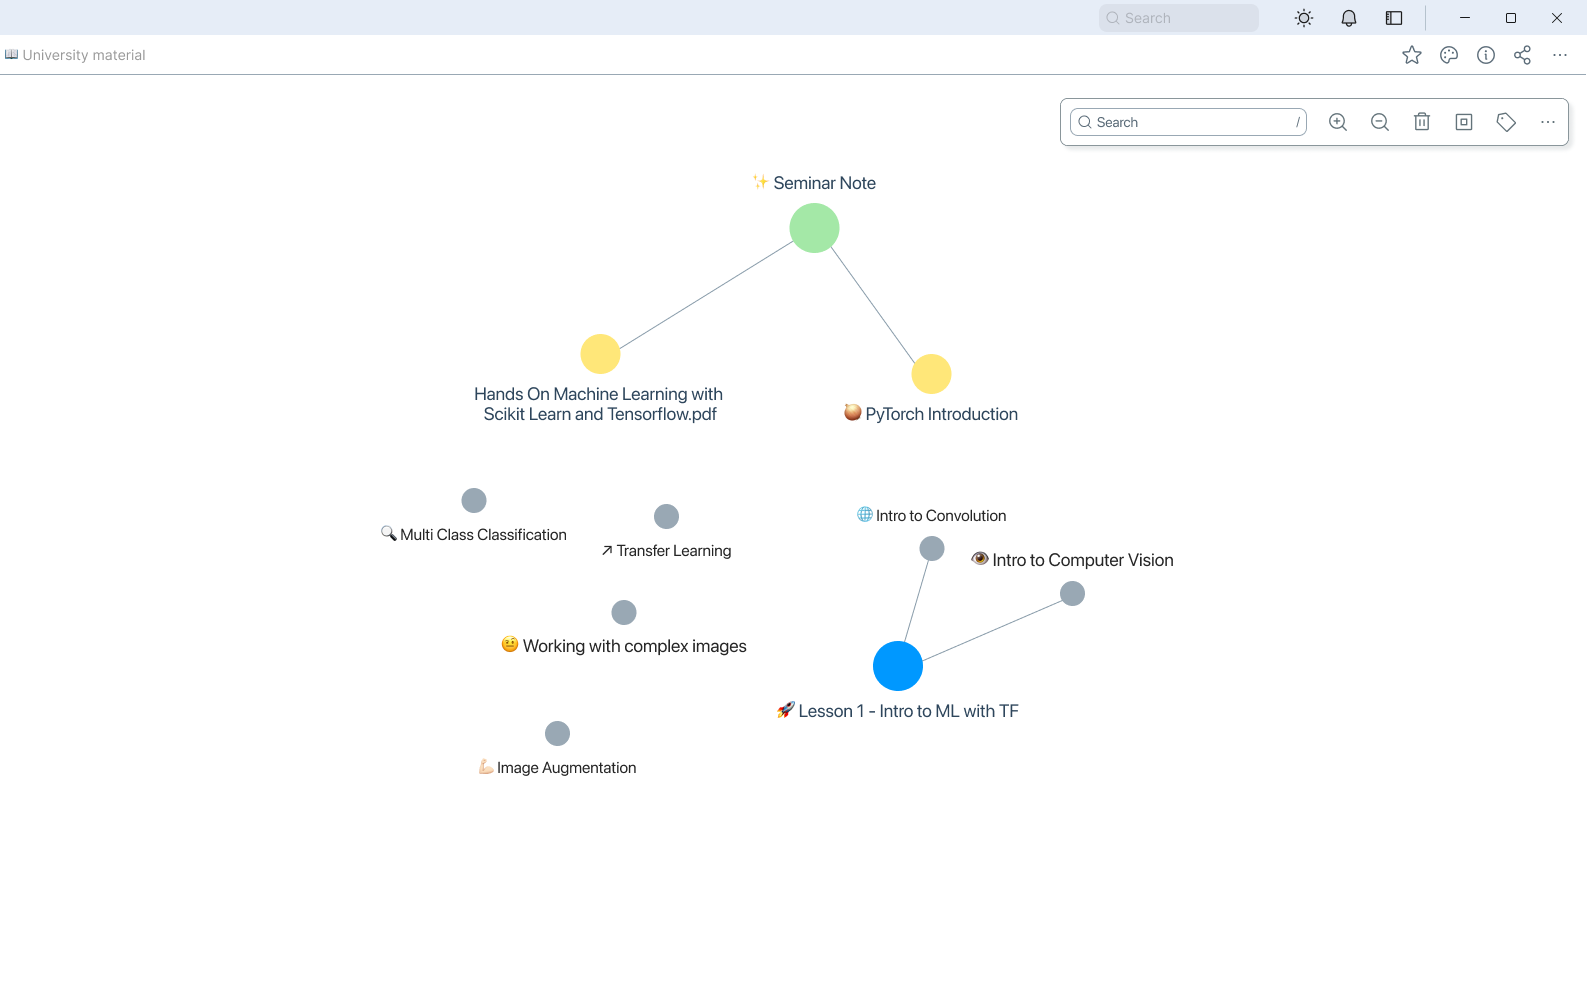 Search
University material
Search /
Seminar Note
Hands On Machine Learning with
Scikit Learn and Tensorflow.pdf
PyTorch Introduction
Multi Class Classification
Transfer Learning
Intro to Convolution
Intro to Computer Vision
Working with complex images
Lesson 1 - Intro to ML with TF
Image Augmentation